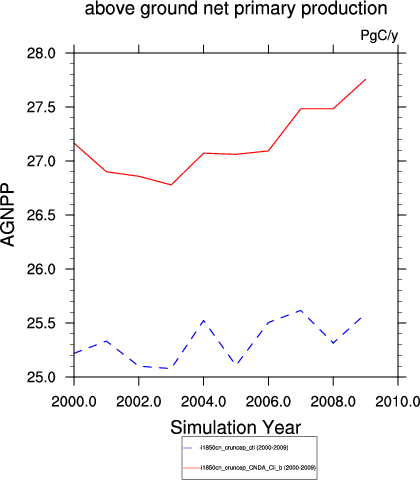 above ground net primary production
PgC/y
28.0
27.5
27.0
26.5
26.0
25.5
25.0
AGNPP
2000.0 2002.0 2004.0 2006.0 2008.0 2010.0
Simulation Year
i1850cn_cruncep_ctl (2000-2009)
i1850cn_cruncep_CNDA_Cli_b (2000-2009)